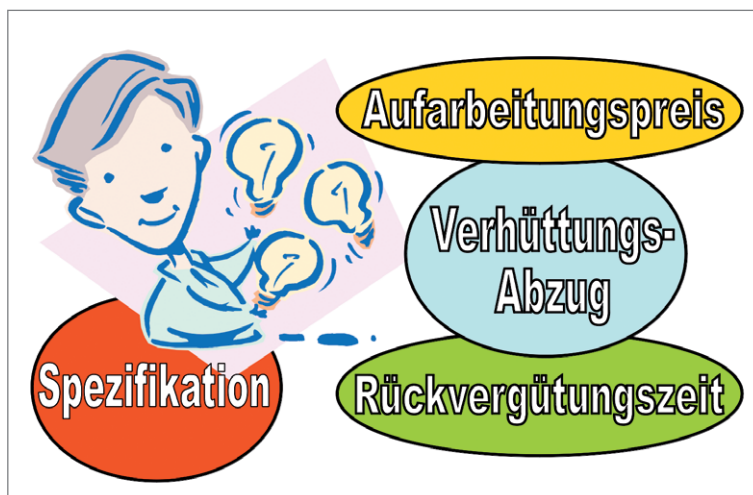 Aufarbeitungspreis
Verhüttungs-
Abzug
Spezifikation
Rückvergütungszeit